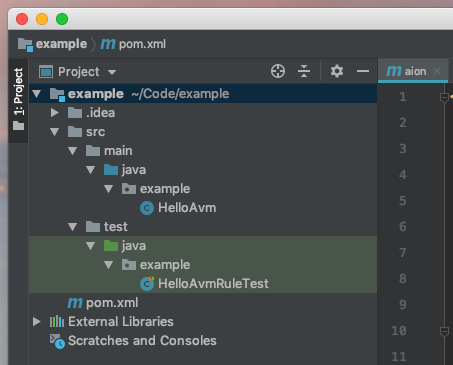 example 〉 m pom.xml
1: Project
Project
m aion
example ~/Code/example
.idea
src
main
java
example
C HelloAvm
test
java
example
C HelloAvmRuleTest
m pom.xml
External Libraries
Scratches and Consoles
1
2
3
4
5
6
7
8
9
10
11